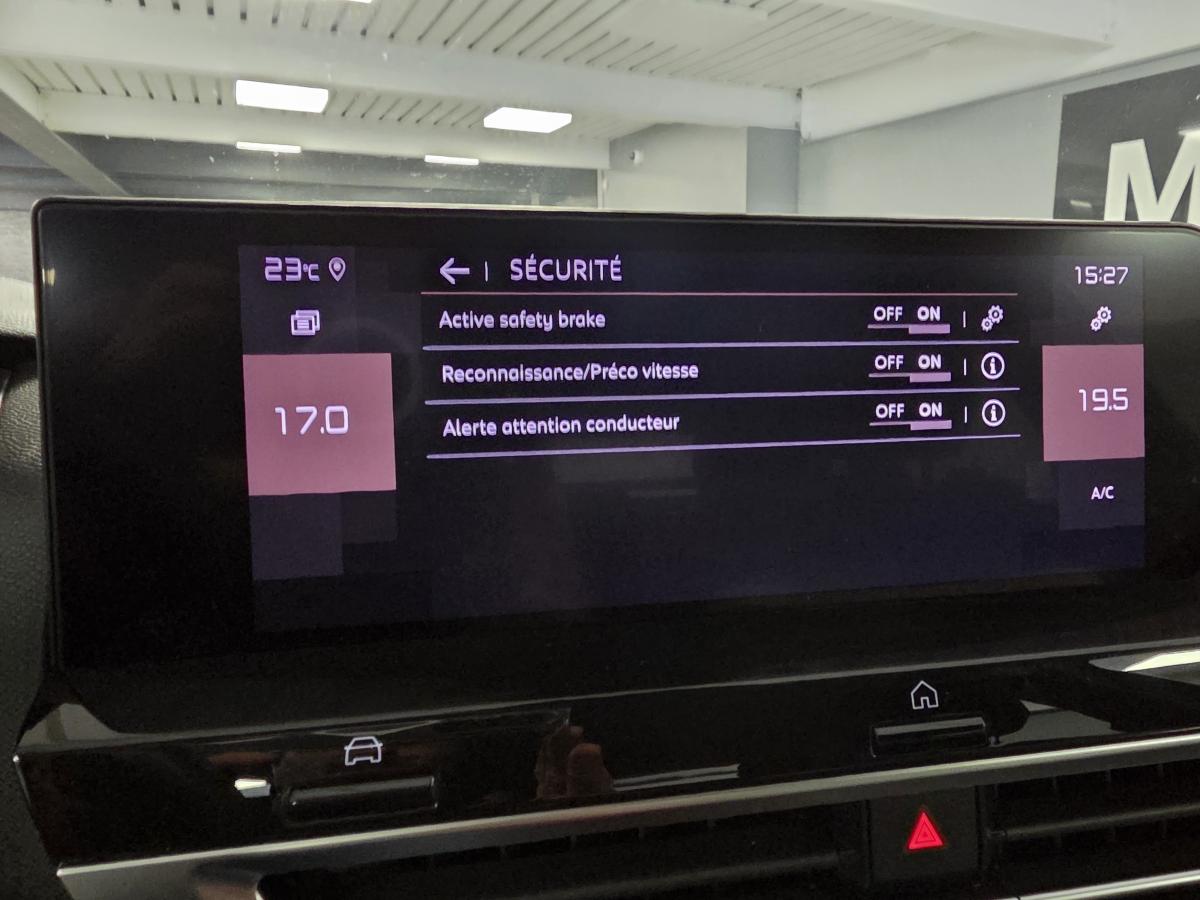 M
23°C
| SÉCURITÉ
15:27
Active safety brake OFF ON |
Reconnaissance/Préco vitesse OFF ON | i
Alerte attention conducteur OFF ON | i
17.0
19.5
A/C